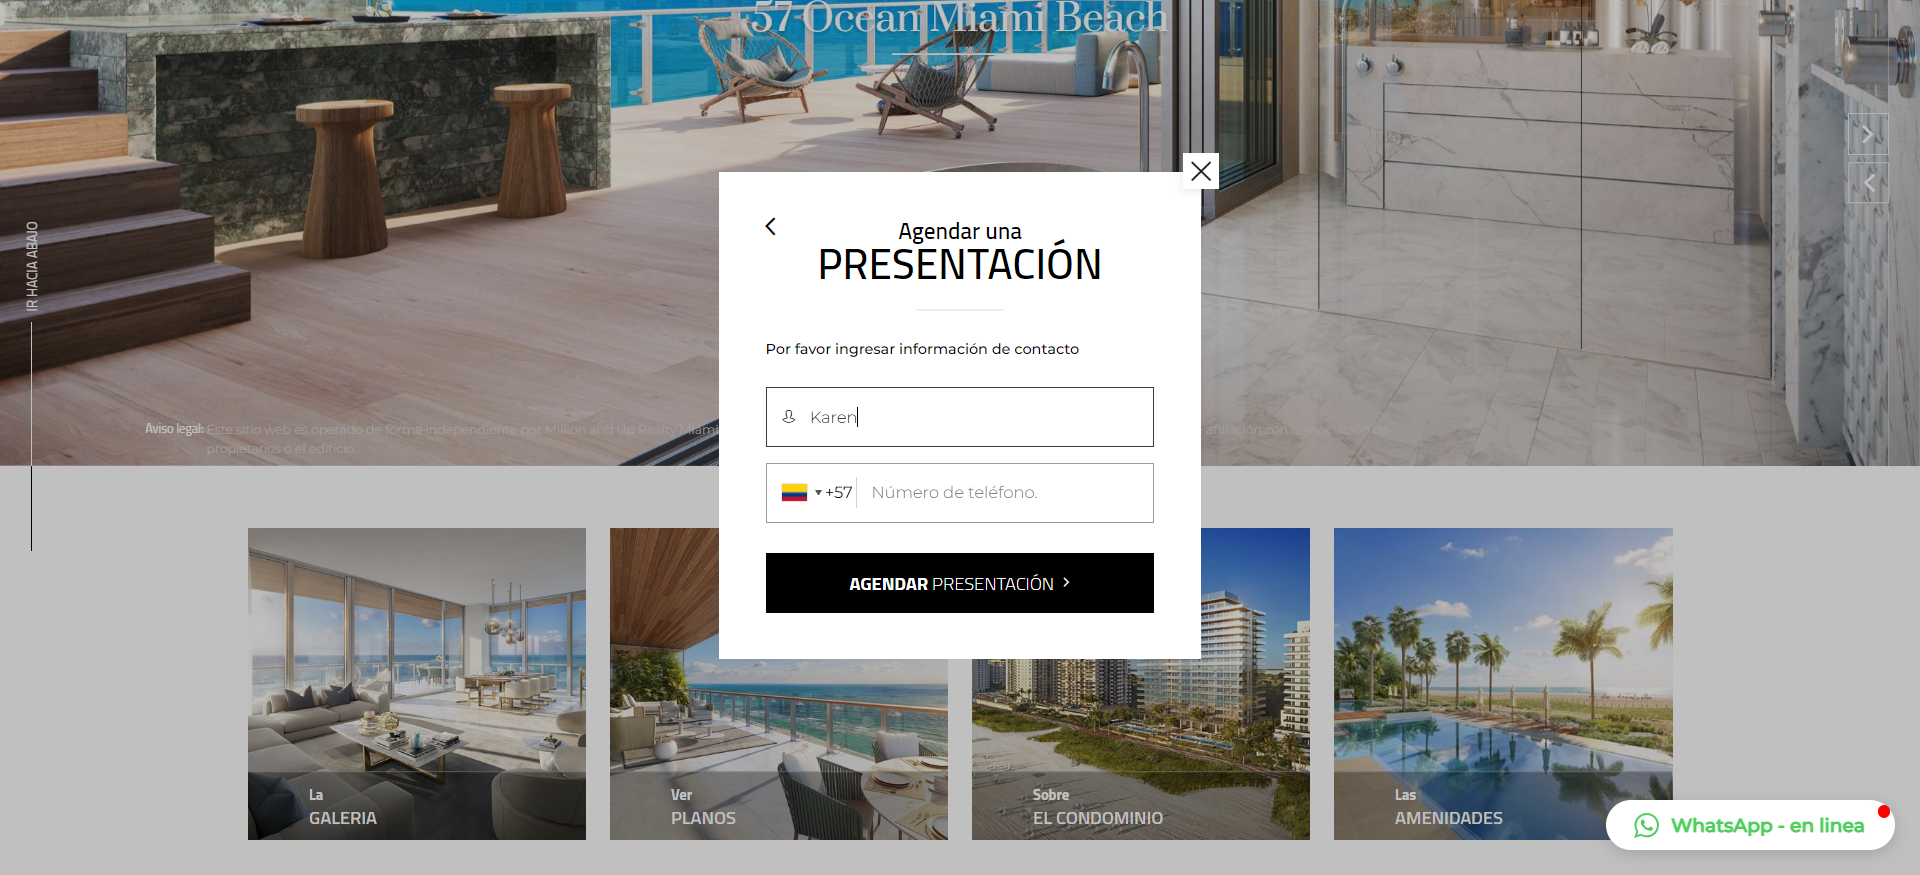 57 Ocean Miami Beach
IR HACIA ABAJO
Agendar una
PRESENTACIÓN
Por favor ingresar información de contacto
Karen
+57 Número de teléfono.
AGENDAR PRESENTACIÓN
Aviso legal: Este sitio web es operado de forma independiente por Million and Up Realty Miami
afiliación con la asociación de
propietarios o el edificio.
La
GALERIA
Ver
PLANOS
Sobre
EL CONDOMINIO
Las
AMENIDADES
WhatsApp - en linea